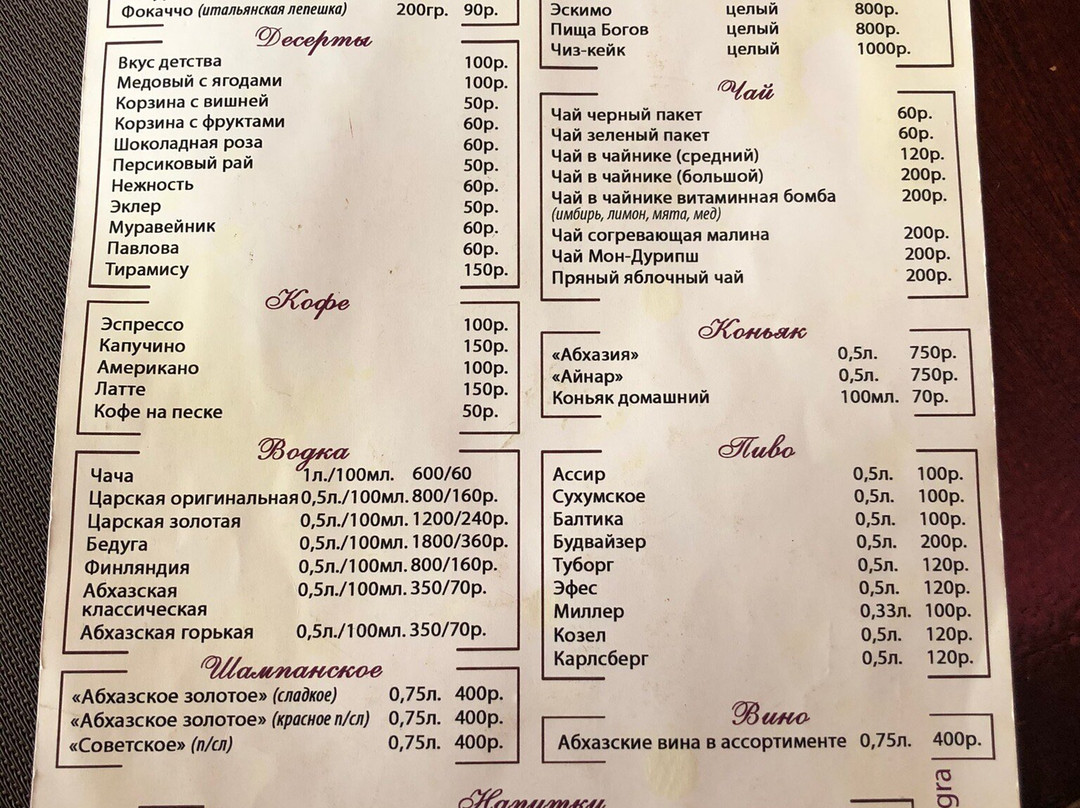 Фокаччо (итальянская лепешка) 200гр. 90р.
Десерты
Вкус детства 100р.
Медовый с ягодами 100р.
Корзина с вишней 50р.
Корзина с фруктами 60р.
Шоколадная роза 60р.
Персиковый рай 50р.
Нежность 60р.
Эклер 50р.
Муравейник 60р.
Павлова 60р.
Тирамису 150р.
Кофе
Эспрессо 100р.
Капучино 150р.
Американо 100р.
Латте 150р.
Кофе на песке 50р.
Водка
Чача 1л./100мл. 600/60
Царская оригинальная 0,5л./100мл. 800/160р.
Царская золотая 0,5л./100мл. 1200/240р.
Бедуга 0,5л./100мл. 1800/360р.
Финляндия 0,5л./100мл. 800/160р.
Абхазская 0,5л./100мл. 350/70р.
классическая
Абхазская горькая 0,5л./100мл. 350/70р.
Шампанское
«Абхазское золотое» (сладкое) 0,75л. 400р.
«Абхазское золотое» (красное п/сл) 0,75л. 400р.
«Советское» (п/сл) 0,75л. 400р.
Эскимо целый 800р.
Пища Богов целый 800р.
Чиз-кейк целый 1000р.
Чай
Чай черный пакет 60р.
Чай зеленый пакет 60р.
Чай в чайнике (средний) 120р.
Чай в чайнике (большой) 200р.
Чай в чайнике витаминная бомба 200р.
(имбирь, лимон, мята, мед)
Чай согревающая малина 200р.
Чай Мон-Дурипш 200р.
Пряный яблочный чай 200р.
Коньяк
«Абхазия» 0,5л. 750р.
«Айнар» 0,5л. 750р.
Коньяк домашний 100мл. 70р.
Пиво
Ассир 0,5л. 100р.
Сухумское 0,5л. 100р.
Балтика 0,5л. 100р.
Будвайзер 0,5л. 200р.
Туборг 0,5л. 120р.
Эфес 0,5л. 120р.
Миллер 0,33л. 100р.
Козел 0,5л. 120р.
Карлсберг 0,5л. 120р.
Вино
Абхазские вина в ассортименте 0,75л. 400р.
Напитки
gra